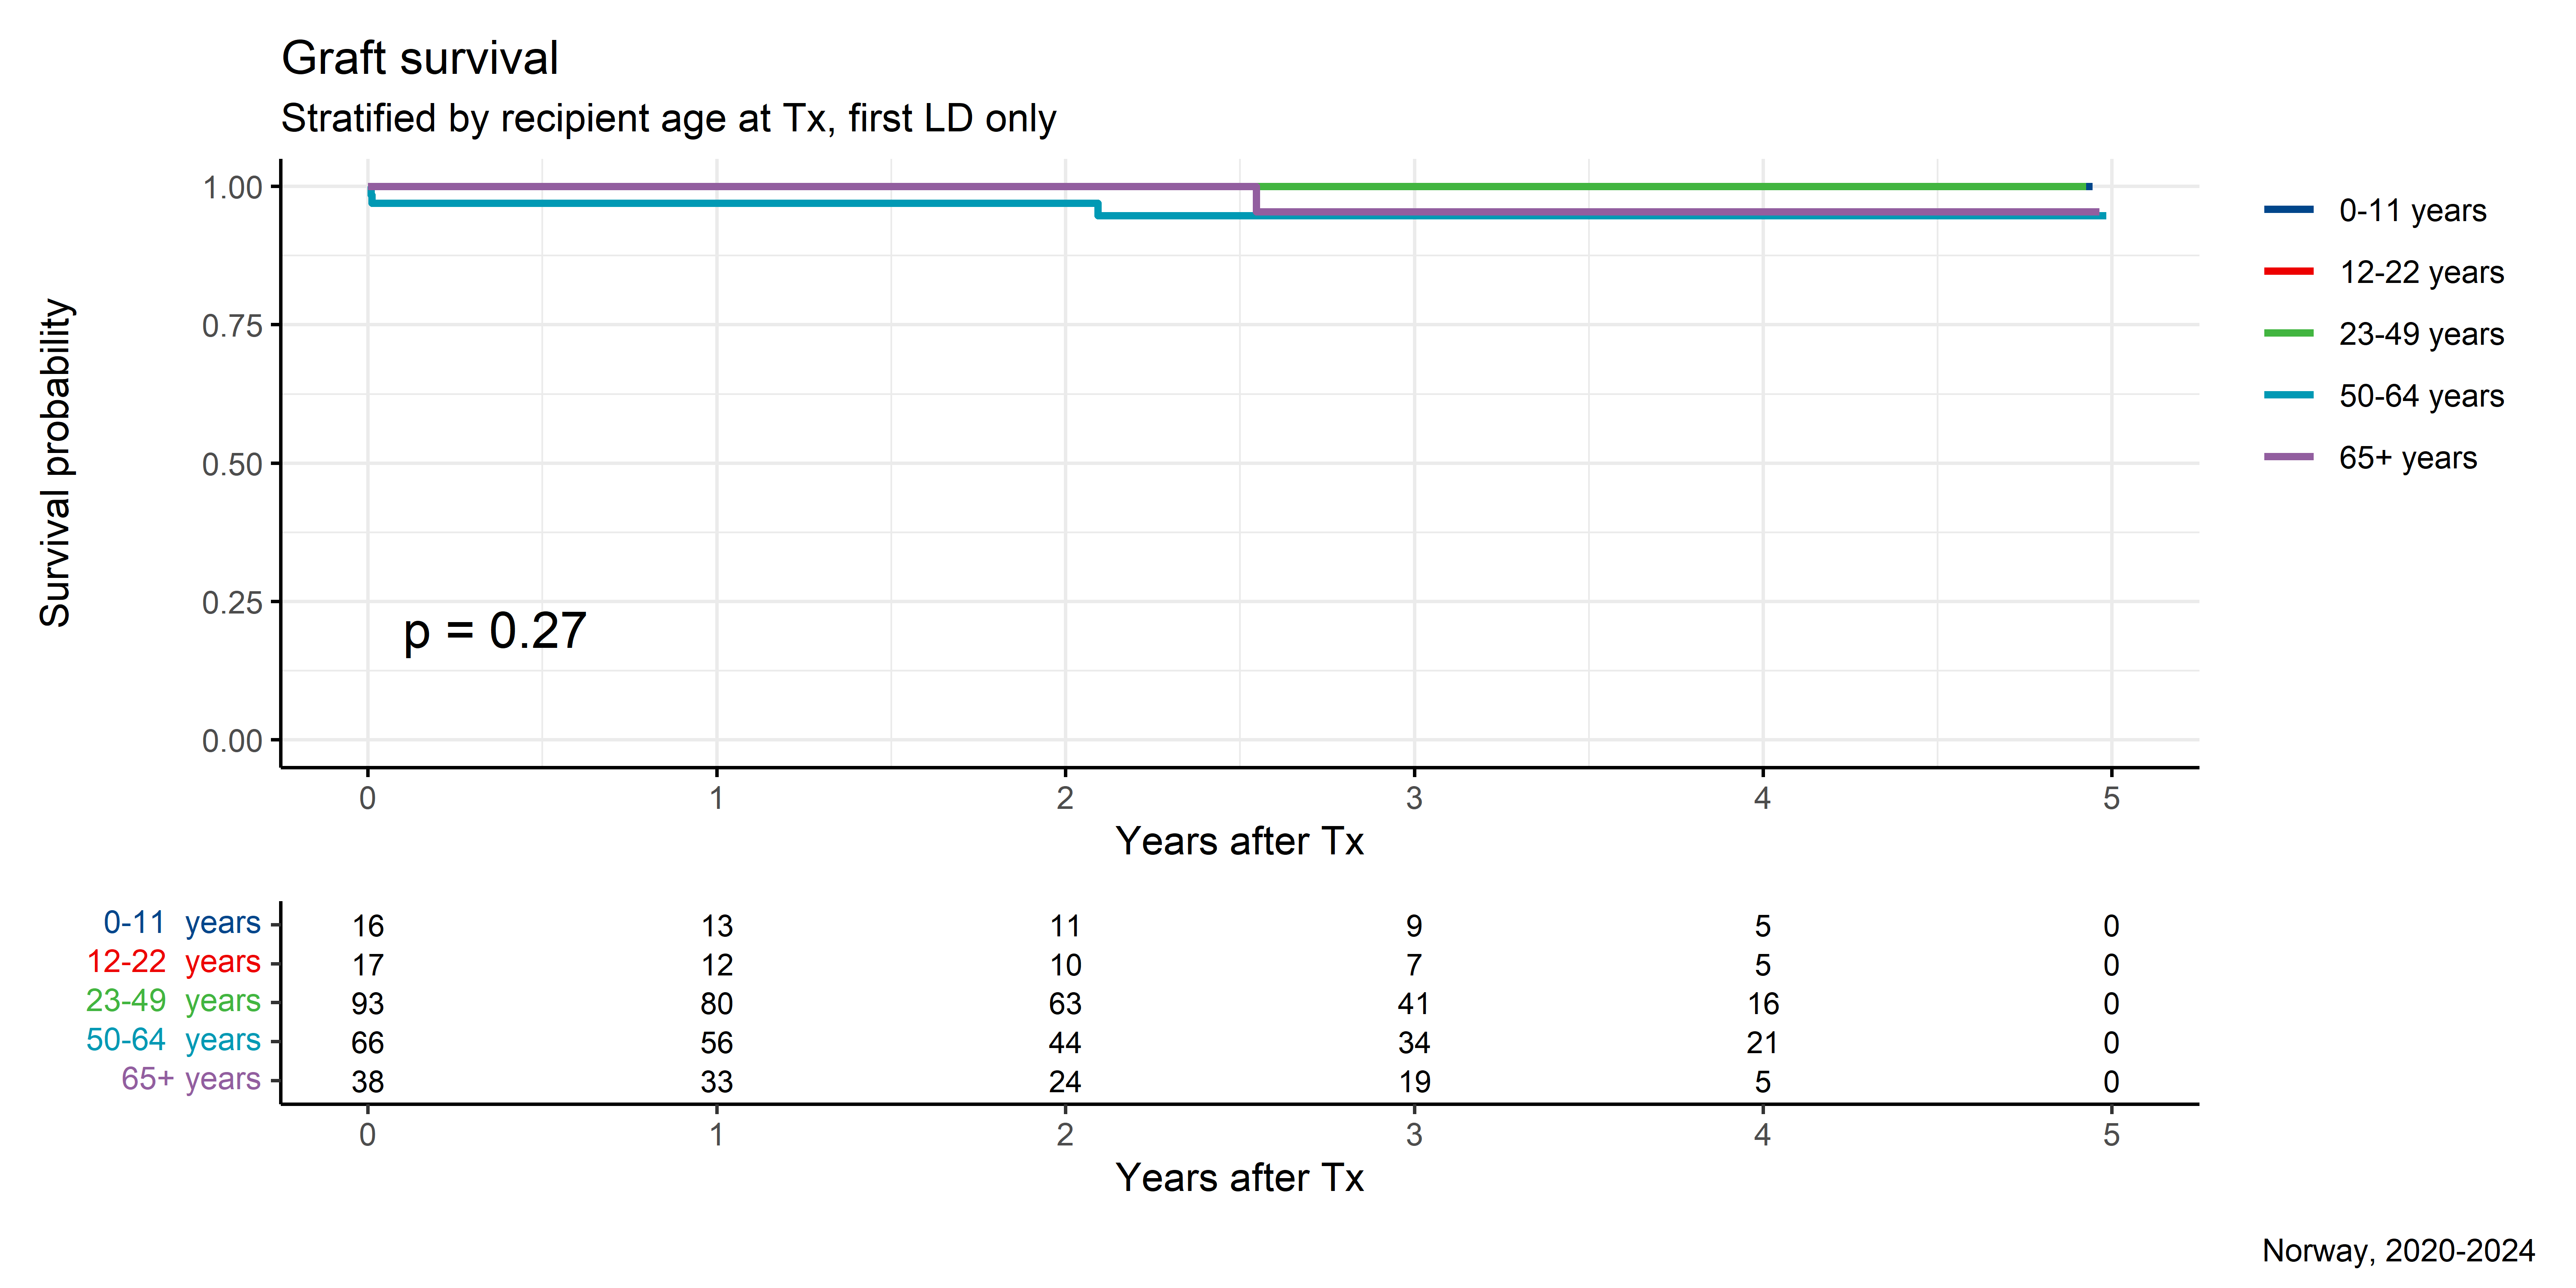 Graft survival
Stratified by recipient age at Tx, first LD only
Survival probability
1.00
0.75
0.50
0.25
0.00
p = 0.27
0 1 2 3 4 5
Years after Tx
0-11 years
12-22 years
23-49 years
50-64 years
65+ years
0-11 years 16 13 11 9 5 0
12-22 years 17 12 10 7 5 0
23-49 years 93 80 63 41 16 0
50-64 years 66 56 44 34 21 0
65+ years 38 33 24 19 5 0
0 1 2 3 4 5
Years after Tx
Norway, 2020-2024